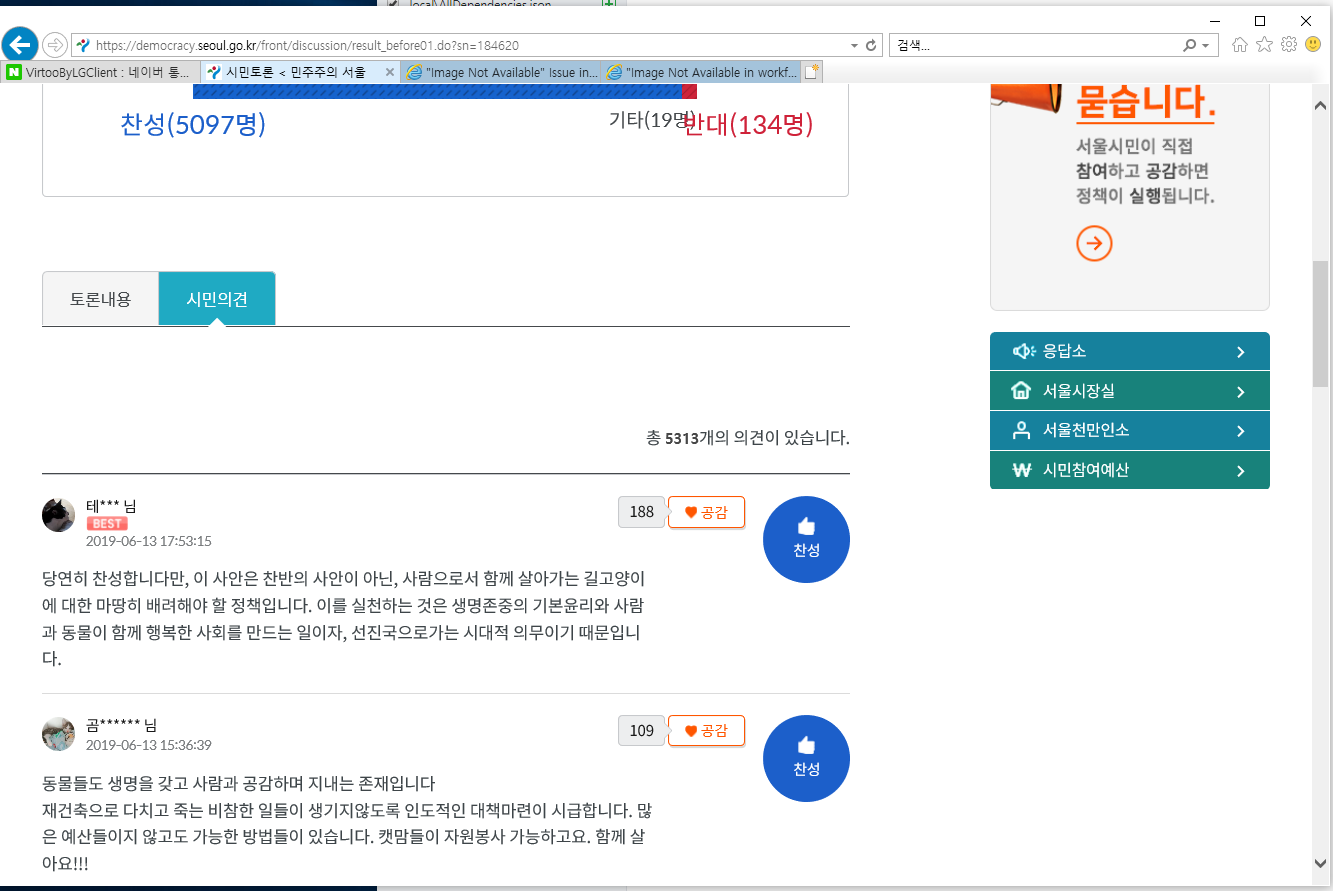 local\AllDependencies.json
https://democracy.seoul.go.kr/front/discussion/result_before01.do?sn=184620
검색...
VirtooByLGClient : 네이버 통...
시민토론 < 민주주의 서울
"Image Not Available" Issue in...
"Image Not Available in workf...
찬성(5097명)
기타(19명)
반대(134명)
묻습니다.
서울시민이 직접
참여하고 공감하면
정책이 실행됩니다.
토론내용
시민의견
응답소
서울시장실
서울천만인소
₩ 시민참여예산
총 5313개의 의견이 있습니다.
테*** 님
BEST
2019-06-13 17:53:15
188
공감
찬성
당연히 찬성합니다만, 이 사안은 찬반의 사안이 아닌, 사람으로서 함께 살아가는 길고양이
에 대한 마땅히 배려해야 할 정책입니다. 이를 실천하는 것은 생명존중의 기본윤리와 사람
과 동물이 함께 행복한 사회를 만드는 일이자, 선진국으로가는 시대적 의무이기 때문입니
다.
곰****** 님
2019-06-13 15:36:39
109
공감
찬성
동물들도 생명을 갖고 사람과 공감하며 지내는 존재입니다
재건축으로 다치고 죽는 비참한 일들이 생기지않도록 인도적인 대책마련이 시급합니다. 많
은 예산들이지 않고도 가능한 방법들이 있습니다. 캣맘들이 자원봉사 가능하고요. 함께 살
아요!!!